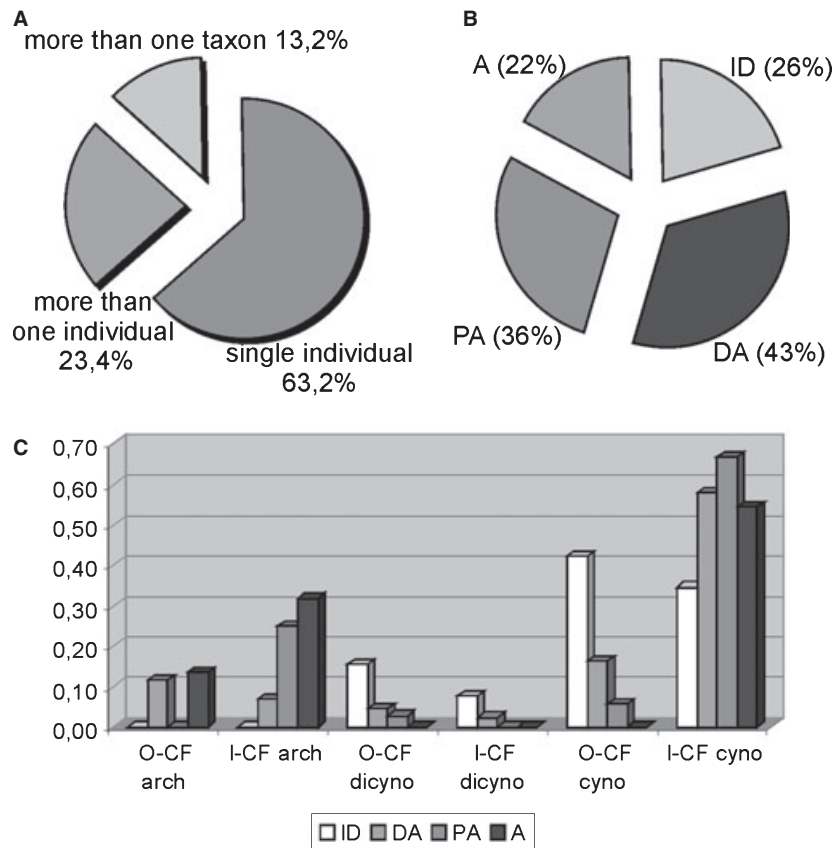 A
more than one taxon 13,2%
more than
one individual
23,4%
single individual
63,2%
B
A (22%)
ID (26%)
PA (36%)
DA (43%)
C
0,70
0,60
0,50
0,40
0,30
0,20
0,10
0,00
O-CF
arch
I-CF arch
O-CF
dicyno
I-CF
dicyno
O-CF
cyno
I-CF cyno
ID DA PA A